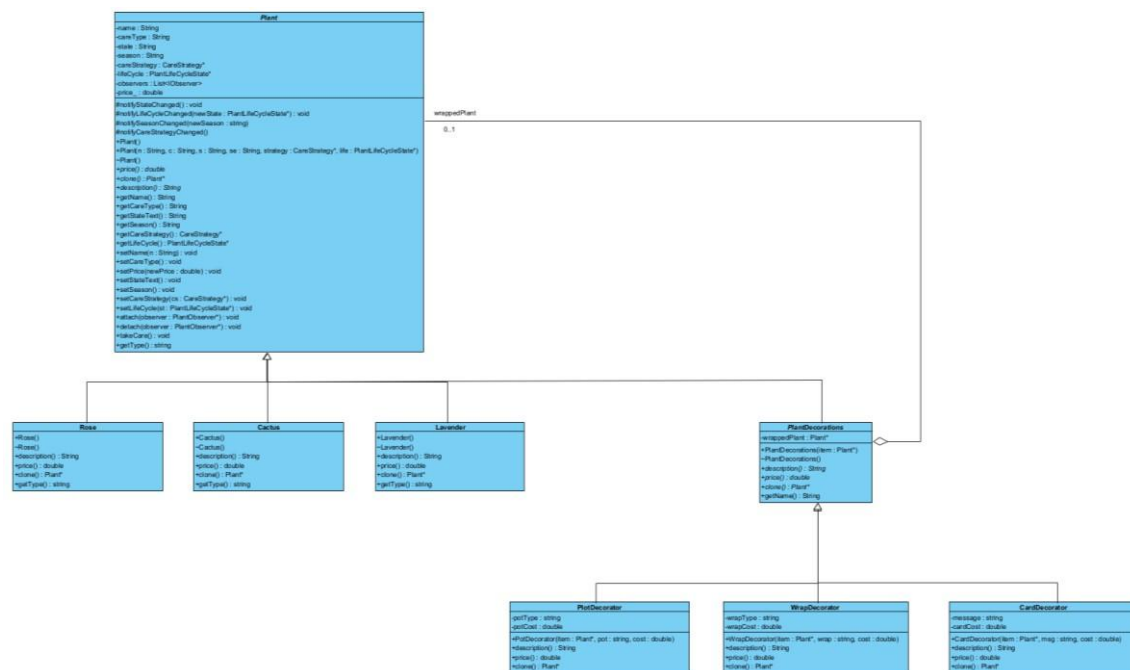 Plant
-name : String
-careType : String
-state : String
-season : String
-careStrategy : CareStrategy*
-lifeCycle : PlantLifeCycleState*
-observers : List<IObserver>
-price_ : double
#notifyStateChanged() : void
#notifyLifeCycleChanged(newState : PlantLifeCycleState*) : void
#notifySeasonChanged(newSeason : string)
#notifyCareStrategyChanged()
+Plant()
+Plant(n : String, c : String, s : String, se : String, strategy : CareStrategy*, life : PlantLifeCycleState*)
~Plant()
+price() : double
+clone() : Plant*
+description() : String
+getName() : String
+getCareType() : String
+getStateText() : String
+getSeason() : String
+getCareStrategy() : CareStrategy*
+getLifeCycle() : PlantLifeCycleState*
+setName(n : String) : void
+setCareType() : void
+setPrice(newPrice : double) : void
+setStateText() : void
+setSeason() : void
+setCareStrategy(cs : CareStrategy*) : void
+setLifeCycle(st : PlantLifeCycleState*) : void
+attach(observer : PlantObserver*) : void
+detach(observer : PlantObserver*) : void
+takeCare() : void
+getType() : string
wrappedPlant
0..1
Rose
+Rose()
~Rose()
+description() : String
+price() : double
+clone() : Plant*
+getType() : string
Cactus
+Cactus()
~Cactus()
+description() : String
+price() : double
+clone() : Plant*
+getType() : string
Lavender
+Lavender()
~Lavender()
+description() : String
+price() : double
+clone() : Plant*
+getType() : string
PlantDecorations
-wrappedPlant : Plant*
+PlantDecorations(item : Plant*)
~PlantDecorations()
+description() : String
+price() : double
+clone() : Plant*
+getName() : String
PlotDecorator
-potType : string
-potCost : double
+PotDecorator(item : Plant*, pot : string, cost : double)
+description() : String
+price() : double
+clone() : Plant*
WrapDecorator
-wrapType : string
-wrapCost : double
+WrapDecorator(item : Plant*, wrap : string, cost : double)
+description() : String
+price() : double
+clone() : Plant*
CardDecorator
-message : string
-cardCost : double
+CardDecorator(item : Plant*, msg : string, cost : double)
+description() : String
+price() : double
+clone() : Plant*